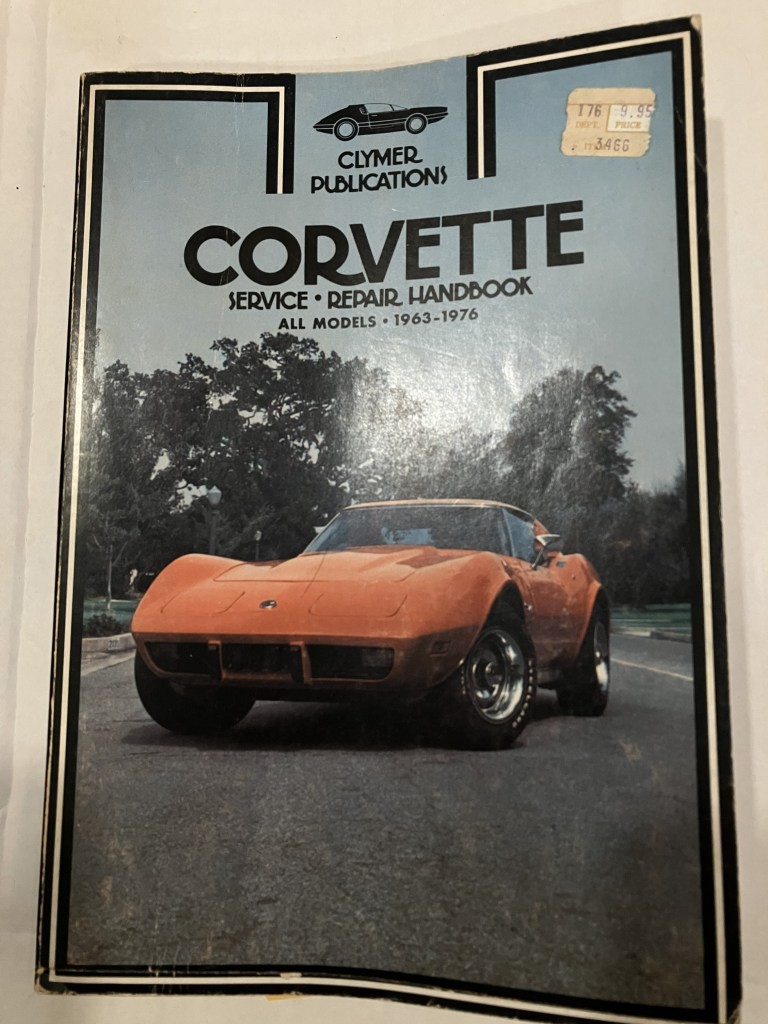 CLYMER
PUBLICATIONS
176 9.95
DEPT. PRICE
3466
CORVETTE
SERVICE • REPAIR HANDBOOK
ALL MODELS • 1963-1976